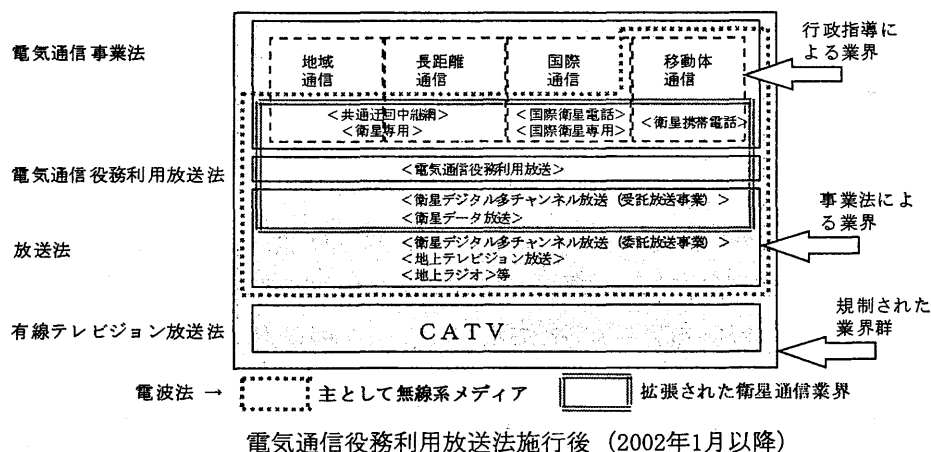 電気通信事業法
地域
通信
長距離
通信
国際
通信
移動体
通信
行政指導に
よる業界
<共通迂回中継網>
<衛星専用>
<国際衛星電話>
<国際衛星専用>
<衛星携帯電話>
電気通信役務利用放送法
<電気通信役務利用放送>
<衛星デジタル多チャンネル放送 (受託放送事業) >
<衛星データ放送>
事業法によ
る業界
放送法
<衛星デジタル多チャンネル放送 (委託放送事業) >
<地上テレビジョン放送>
<地上ラジオ>等
有線テレビジョン放送法
CATV
規制された
業界群
電波法 →
主として無線系メディア
拡張された衛星通信業界
電気通信役務利用放送法施行後 (2002年1月以降)